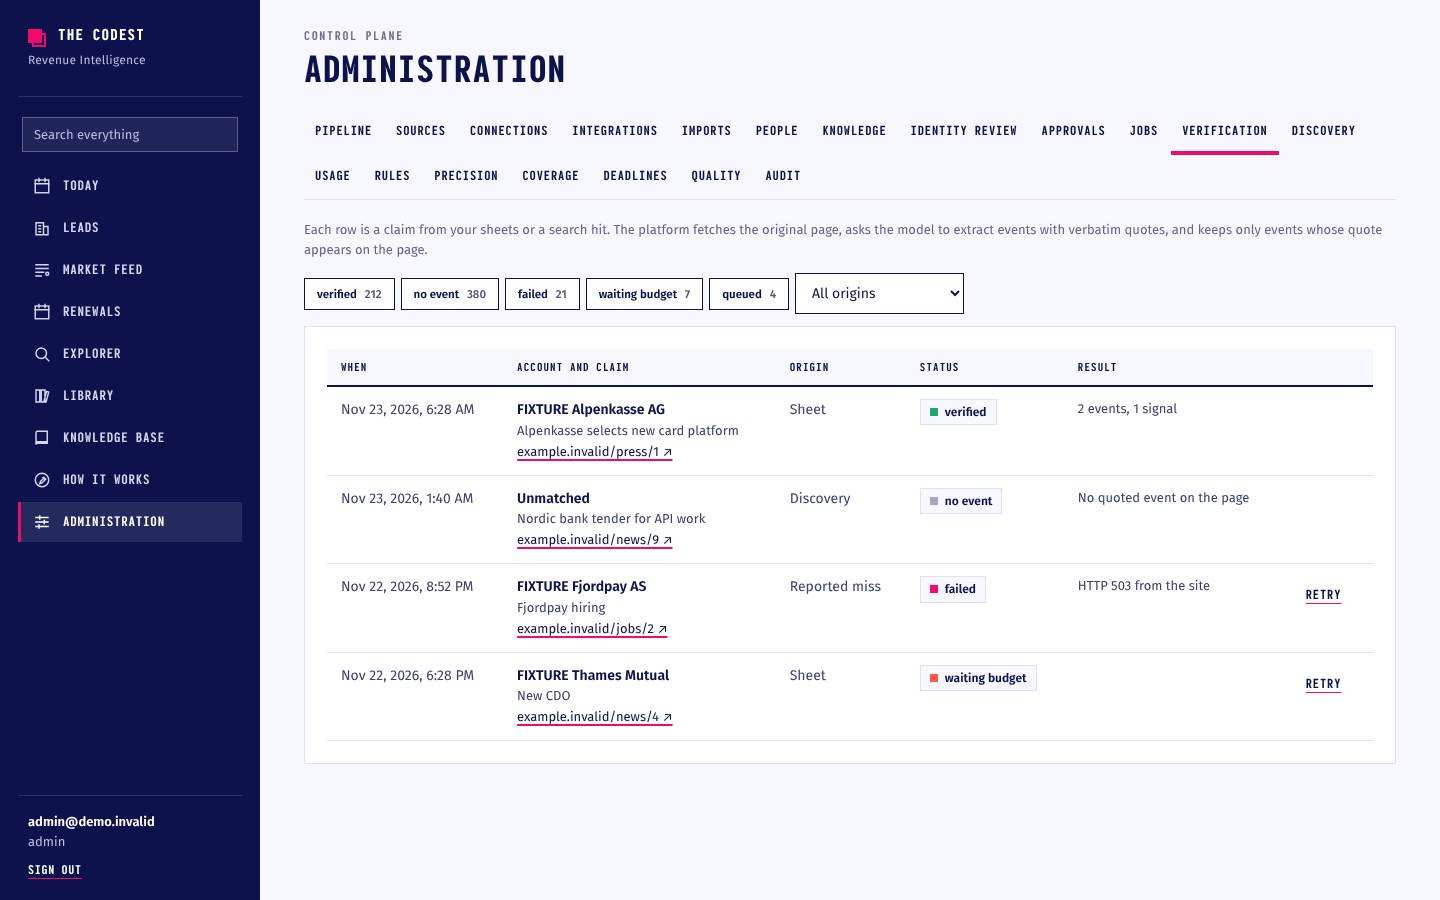 THE CODEST
Revenue Intelligence
Search everything
TODAY
LEADS
MARKET FEED
RENEWALS
EXPLORER
LIBRARY
KNOWLEDGE BASE
HOW IT WORKS
ADMINISTRATION
admin@demo.invalid
admin
SIGN OUT
CONTROL PLANE
ADMINISTRATION
PIPELINE SOURCES CONNECTIONS INTEGRATIONS IMPORTS PEOPLE KNOWLEDGE IDENTITY REVIEW APPROVALS JOBS VERIFICATION DISCOVERY
USAGE RULES PRECISION COVERAGE DEADLINES QUALITY AUDIT
Each row is a claim from your sheets or a search hit. The platform fetches the original page, asks the model to extract events with verbatim quotes, and keeps only events whose quote
appears on the page.
verified 212 no event 380 failed 21 waiting budget 7 queued 4 All origins
WHEN ACCOUNT AND CLAIM ORIGIN STATUS RESULT
Nov 23, 2026, 6:28 AM FIXTURE Alpenkasse AG Sheet verified 2 events, 1 signal
Alpenkasse selects new card platform
example.invalid/press/1 ↗
Nov 23, 2026, 1:40 AM Unmatched Discovery no event No quoted event on the page
Nordic bank tender for API work
example.invalid/news/9 ↗
Nov 22, 2026, 8:52 PM FIXTURE Fjordpay AS Reported miss failed HTTP 503 from the site RETRY
Fjordpay hiring
example.invalid/jobs/2 ↗
Nov 22, 2026, 6:28 PM FIXTURE Thames Mutual Sheet waiting budget RETRY
New CDO
example.invalid/news/4 ↗